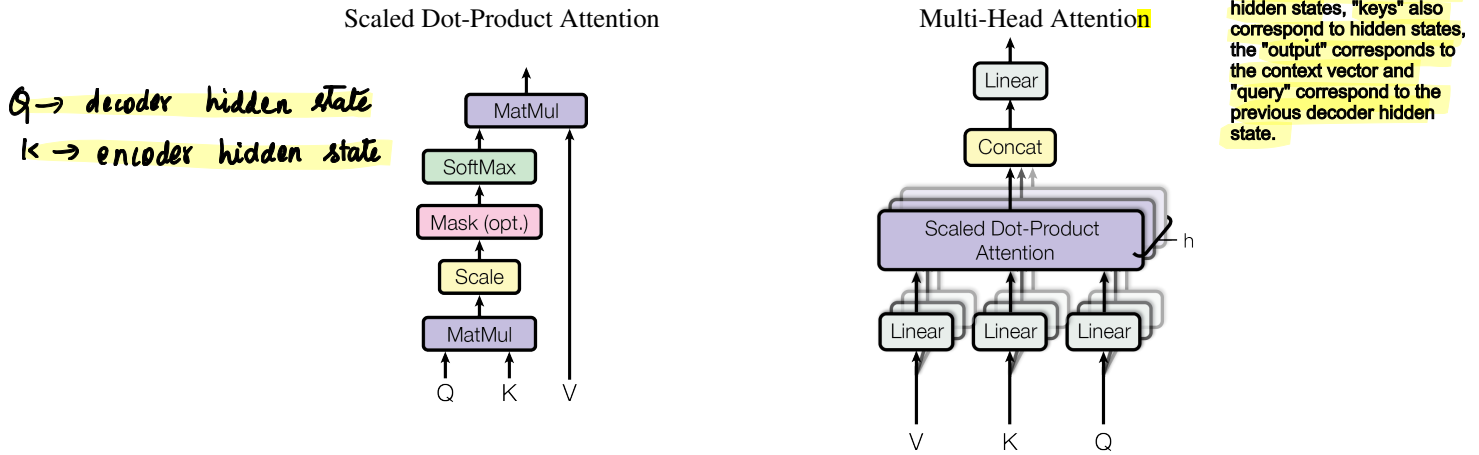 Scaled Dot-Product Attention
Q → decoder hidden state
K → encoder hidden state
MatMul
SoftMax
Mask (opt.)
Scale
MatMul
Q K V
Multi-Head Attention
Linear
Concat
Scaled Dot-Product
Attention
h
Linear Linear Linear
V K Q
hidden states, "keys" also
correspond to hidden states,
the "output" corresponds to
the context vector and
"query" correspond to the
previous decoder hidden
state.